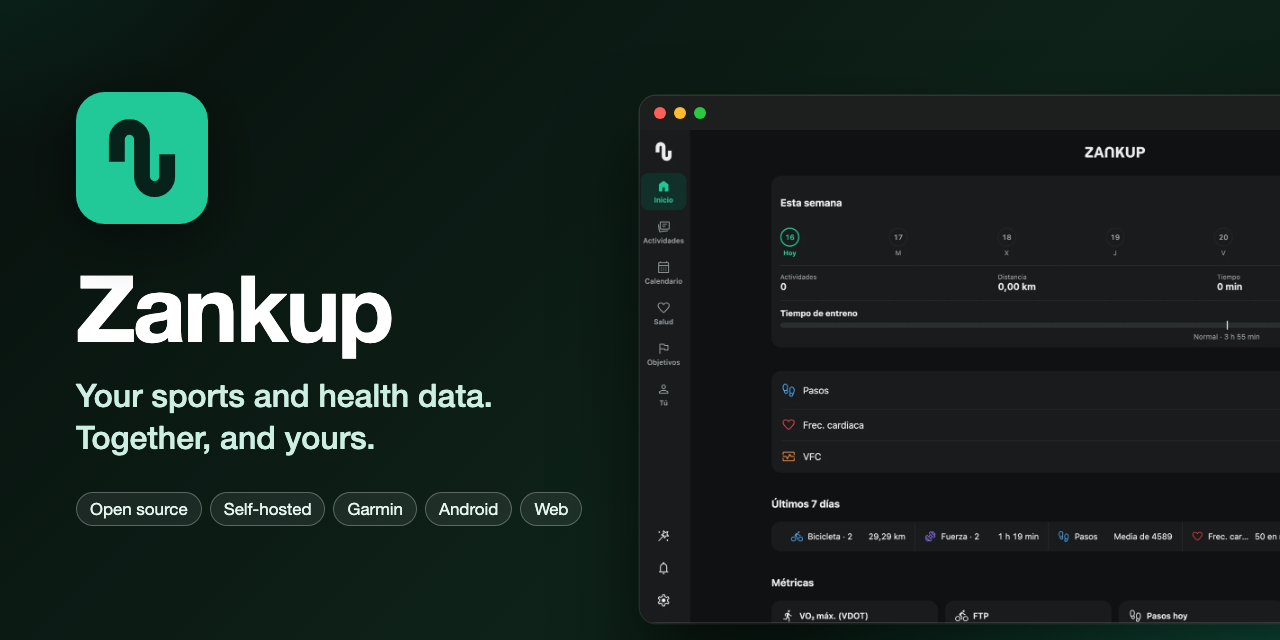 Zankup
Your sports and health data.
Together, and yours.
Open source
Self-hosted
Garmin
Android
Web
ZANKUP
Inicio
Actividades
Calendario
Salud
Objetivos
Tú
Esta semana
16 17 18 19 20
Hoy M X J V
Actividades Distancia Tiempo
0 0,00 km 0 min
Tiempo de entreno
Normal · 3 h 55 min
Pasos
Frec. cardíaca
VFC
Últimos 7 días
Bicicleta · 2 29,29 km Fuerza · 2 1 h 19 min Pasos Media de 4589 Frec. car... 50 en
Métricas
VO₂ máx. (VDOT) FTP Pasos hoy